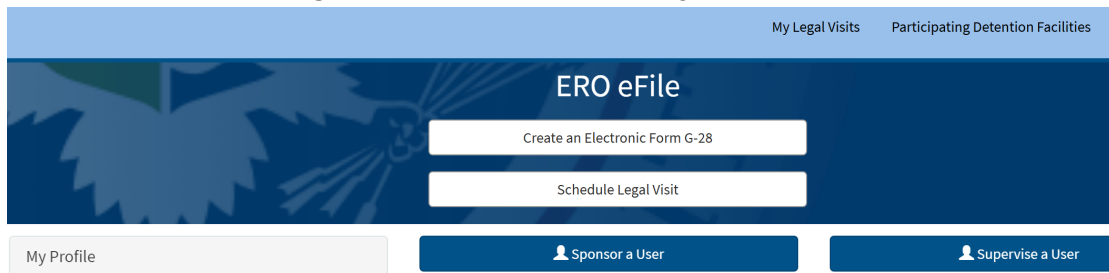 My Legal Visits Participating Detention Facilities
ERO eFile
Create an Electronic Form G-28
Schedule Legal Visit
My Profile
Sponsor a User
Supervise a User